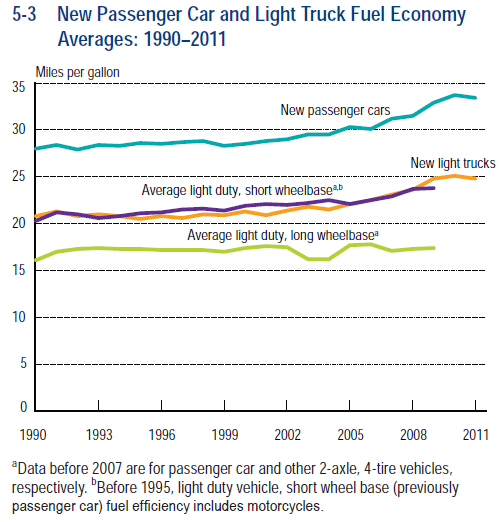 5-3 New Passenger Car and Light Truck Fuel Economy
Averages: 1990–2011
Miles per gallon
35
New passenger cars
30
New light trucks
25
Average light duty, short wheelbaseᵃ,ᵇ
20
Average light duty, long wheelbaseᵃ
15
10
5
0
1990 1993 1996 1999 2002 2005 2008 2011
ᵃData before 2007 are for passenger car and other 2-axle, 4-tire vehicles,
respectively. ᵇBefore 1995, light duty vehicle, short wheel base (previously
passenger car) fuel efficiency includes motorcycles.